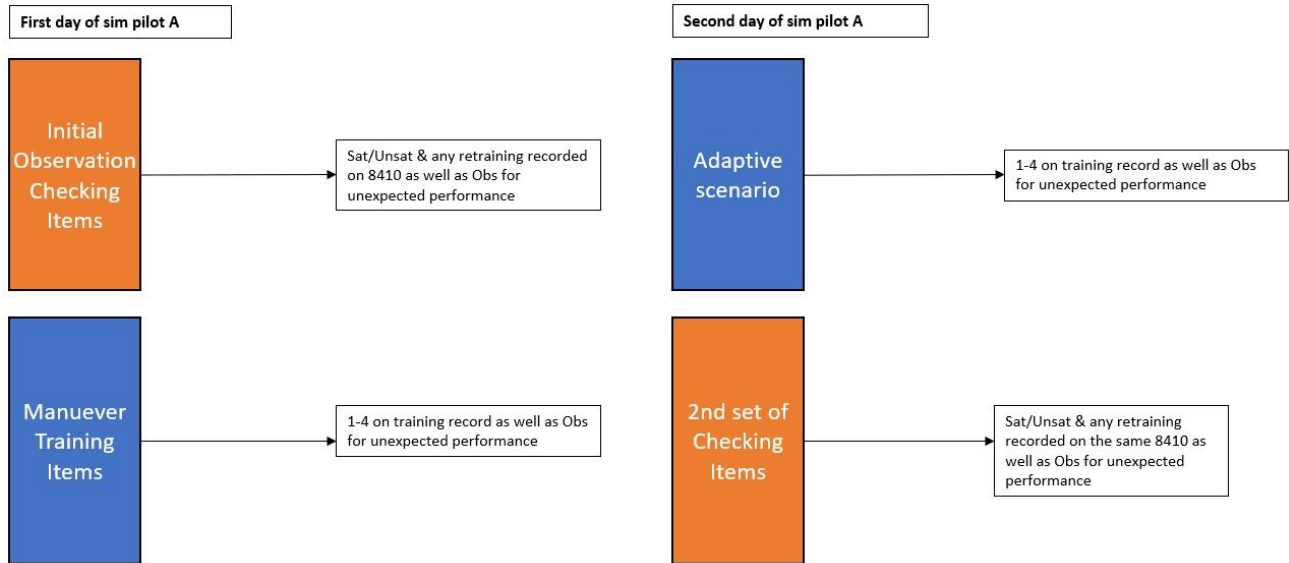 First day of sim pilot A
Initial
Observation
Checking
Items
Sat/Unsat & any retraining recorded
on 8410 as well as Obs for
unexpected performance
Manuever
Training
Items
1-4 on training record as well as Obs
for unexpected performance
Second day of sim pilot A
Adaptive
scenario
1-4 on training record as well as Obs
for unexpected performance
2nd set of
Checking
Items
Sat/Unsat & any retraining
recorded on the same 8410 as
well as Obs for unexpected
performance